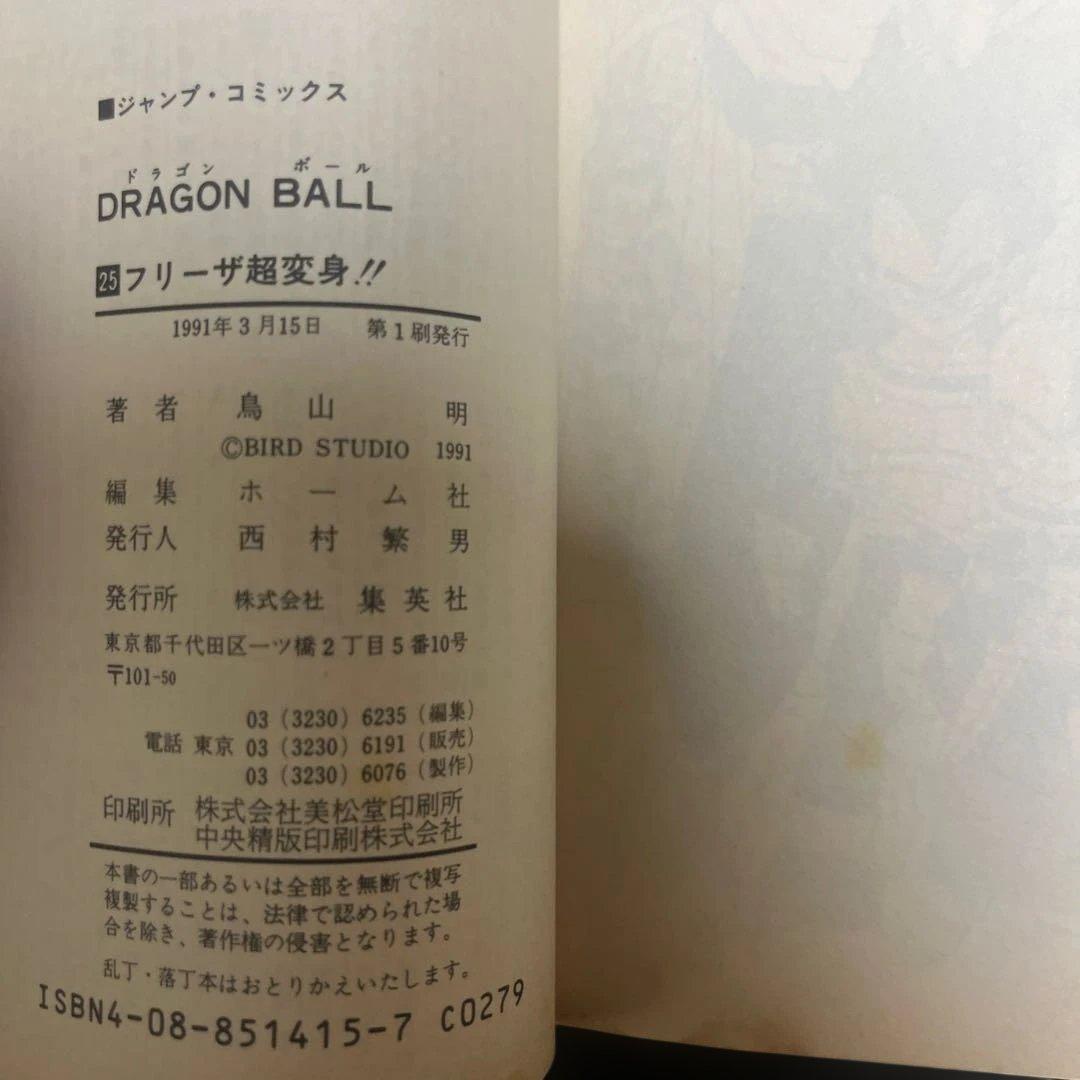 ■ジャンプ・コミックス
ドラゴン ボール
DRAGON BALL
25 フリーザ超変身!!
1991年3月15日 第1刷発行
著者 鳥山 明
©BIRD STUDIO 1991
編集 ホーム社
発行人 西村繁男
発行所 株式会社 集英社
東京都千代田区一ツ橋2丁目5番10号
〒101-50
03 (3230) 6235 (編集)
電話 東京 03 (3230) 6191 (販売)
03 (3230) 6076 (製作)
印刷所 株式会社美松堂印刷所
中央精版印刷株式会社
本書の一部あるいは全部を無断で複写
複製することは、法律で認められた場
合を除き、著作権の侵害となります。
乱丁・落丁本はおとりかえいたします。
ISBN4-08-851415-7 C0279